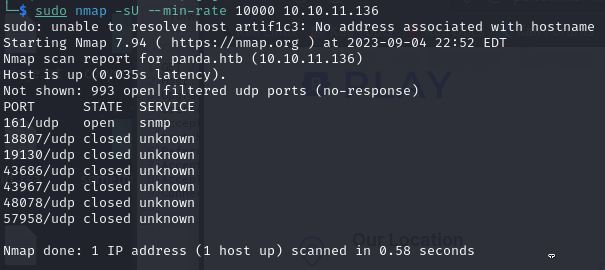 └─$ sudo nmap -sU --min-rate 10000 10.10.11.136
sudo: unable to resolve host artif1c3: No address associated with hostname
Starting Nmap 7.94 ( https://nmap.org ) at 2023-09-04 22:52 EDT
Nmap scan report for panda.htb (10.10.11.136)
Host is up (0.035s latency).
Not shown: 993 open|filtered udp ports (no-response)
PORT      STATE  SERVICE
161/udp   open   snmp
18807/udp closed unknown
19130/udp closed unknown
43686/udp closed unknown
43967/udp closed unknown
48078/udp closed unknown
57958/udp closed unknown
Nmap done: 1 IP address (1 host up) scanned in 0.58 seconds
PLAY
Our Location